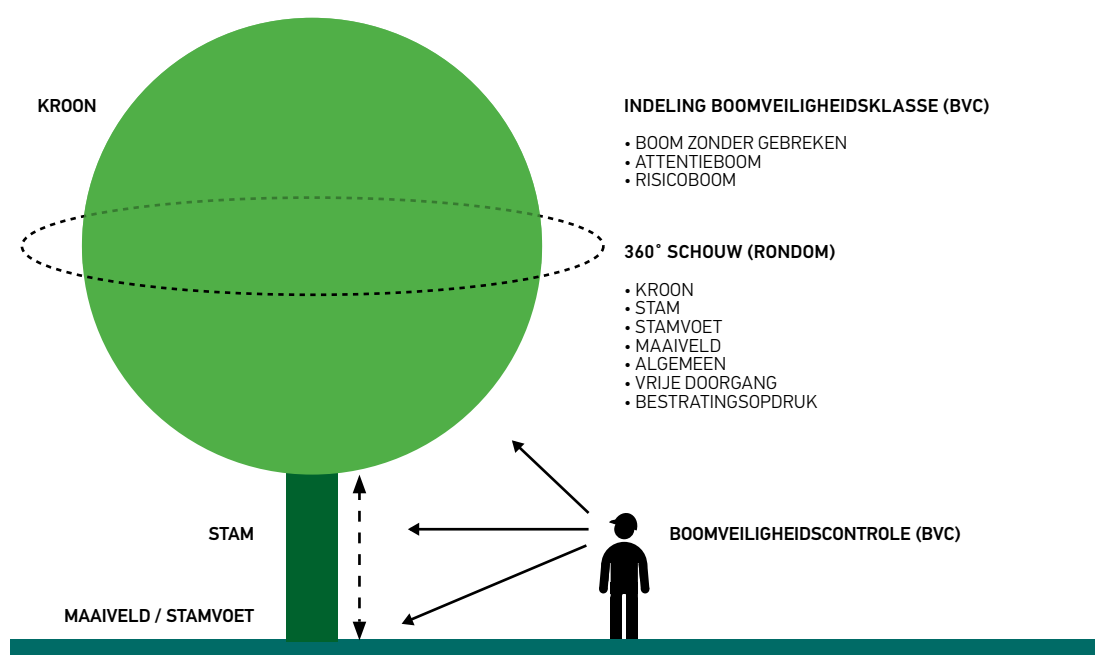 KROON
INDELING BOOMVEILIGHEIDSKLASSE (BVC)
• BOOM ZONDER GEBREKEN
• ATTENTIEBOOM
• RISICOBOOM
360° SCHOUW (RONDOM)
• KROON
• STAM
• STAMVOET
• MAAIVELD
• ALGEMEEN
• VRIJE DOORGANG
• BESTRATINGSOPDRUK
STAM
BOOMVEILIGHEIDSCONTROLE (BVC)
MAAIVELD / STAMVOET